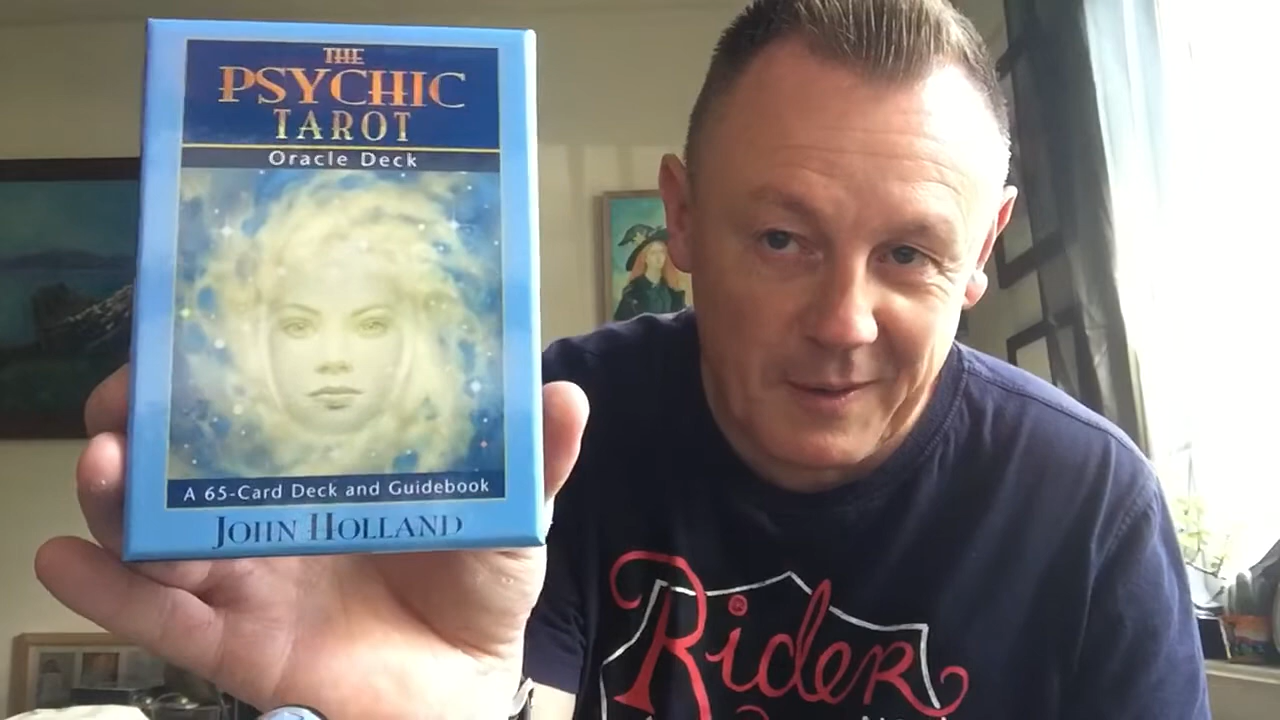 THE
PSYCHIC
TAROT
Oracle Deck
A 65-Card Deck and Guidebook
JOHN HOLLAND
Rider